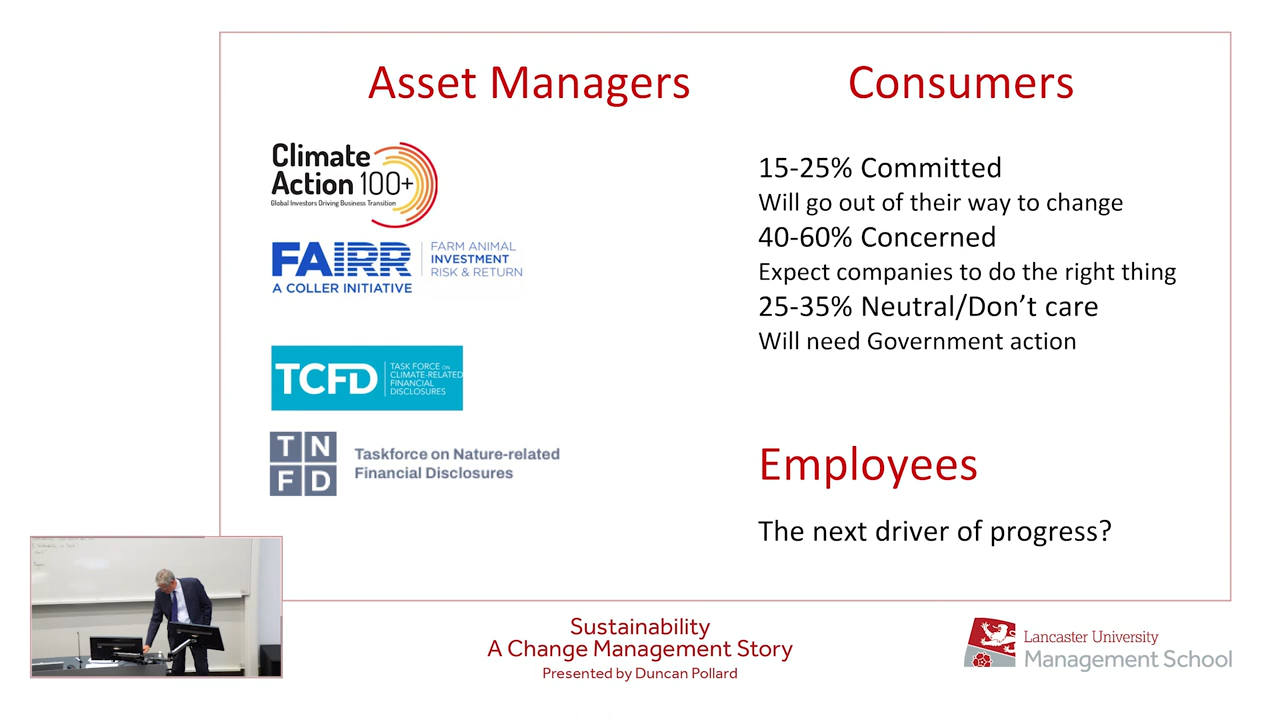 Asset Managers
Climate
Action 100+
Global Investors Driving Business Transition
FAIRR
A COLLER INITIATIVE
FARM ANIMAL
INVESTMENT
RISK & RETURN
TCFD
TASK FORCE ON
CLIMATE-RELATED
FINANCIAL
DISCLOSURES
TN
FD
Taskforce on Nature-related
Financial Disclosures
Consumers
15-25% Committed
Will go out of their way to change
40-60% Concerned
Expect companies to do the right thing
25-35% Neutral/Don’t care
Will need Government action
Employees
The next driver of progress?
Sustainability
A Change Management Story
Presented by Duncan Pollard
Lancaster University
Management School